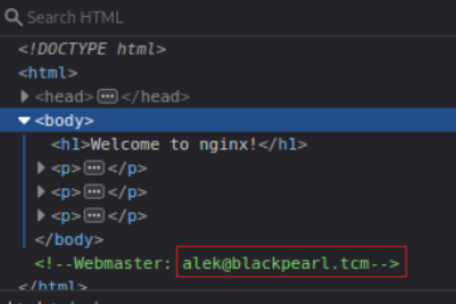 Search HTML
<!DOCTYPE html>
<html>
<head>⋯</head>
<body>
<h1>Welcome to nginx!</h1>
<p>⋯</p>
<p>⋯</p>
<p>⋯</p>
</body>
<!--Webmaster: alek@blackpearl.tcm-->
</html>